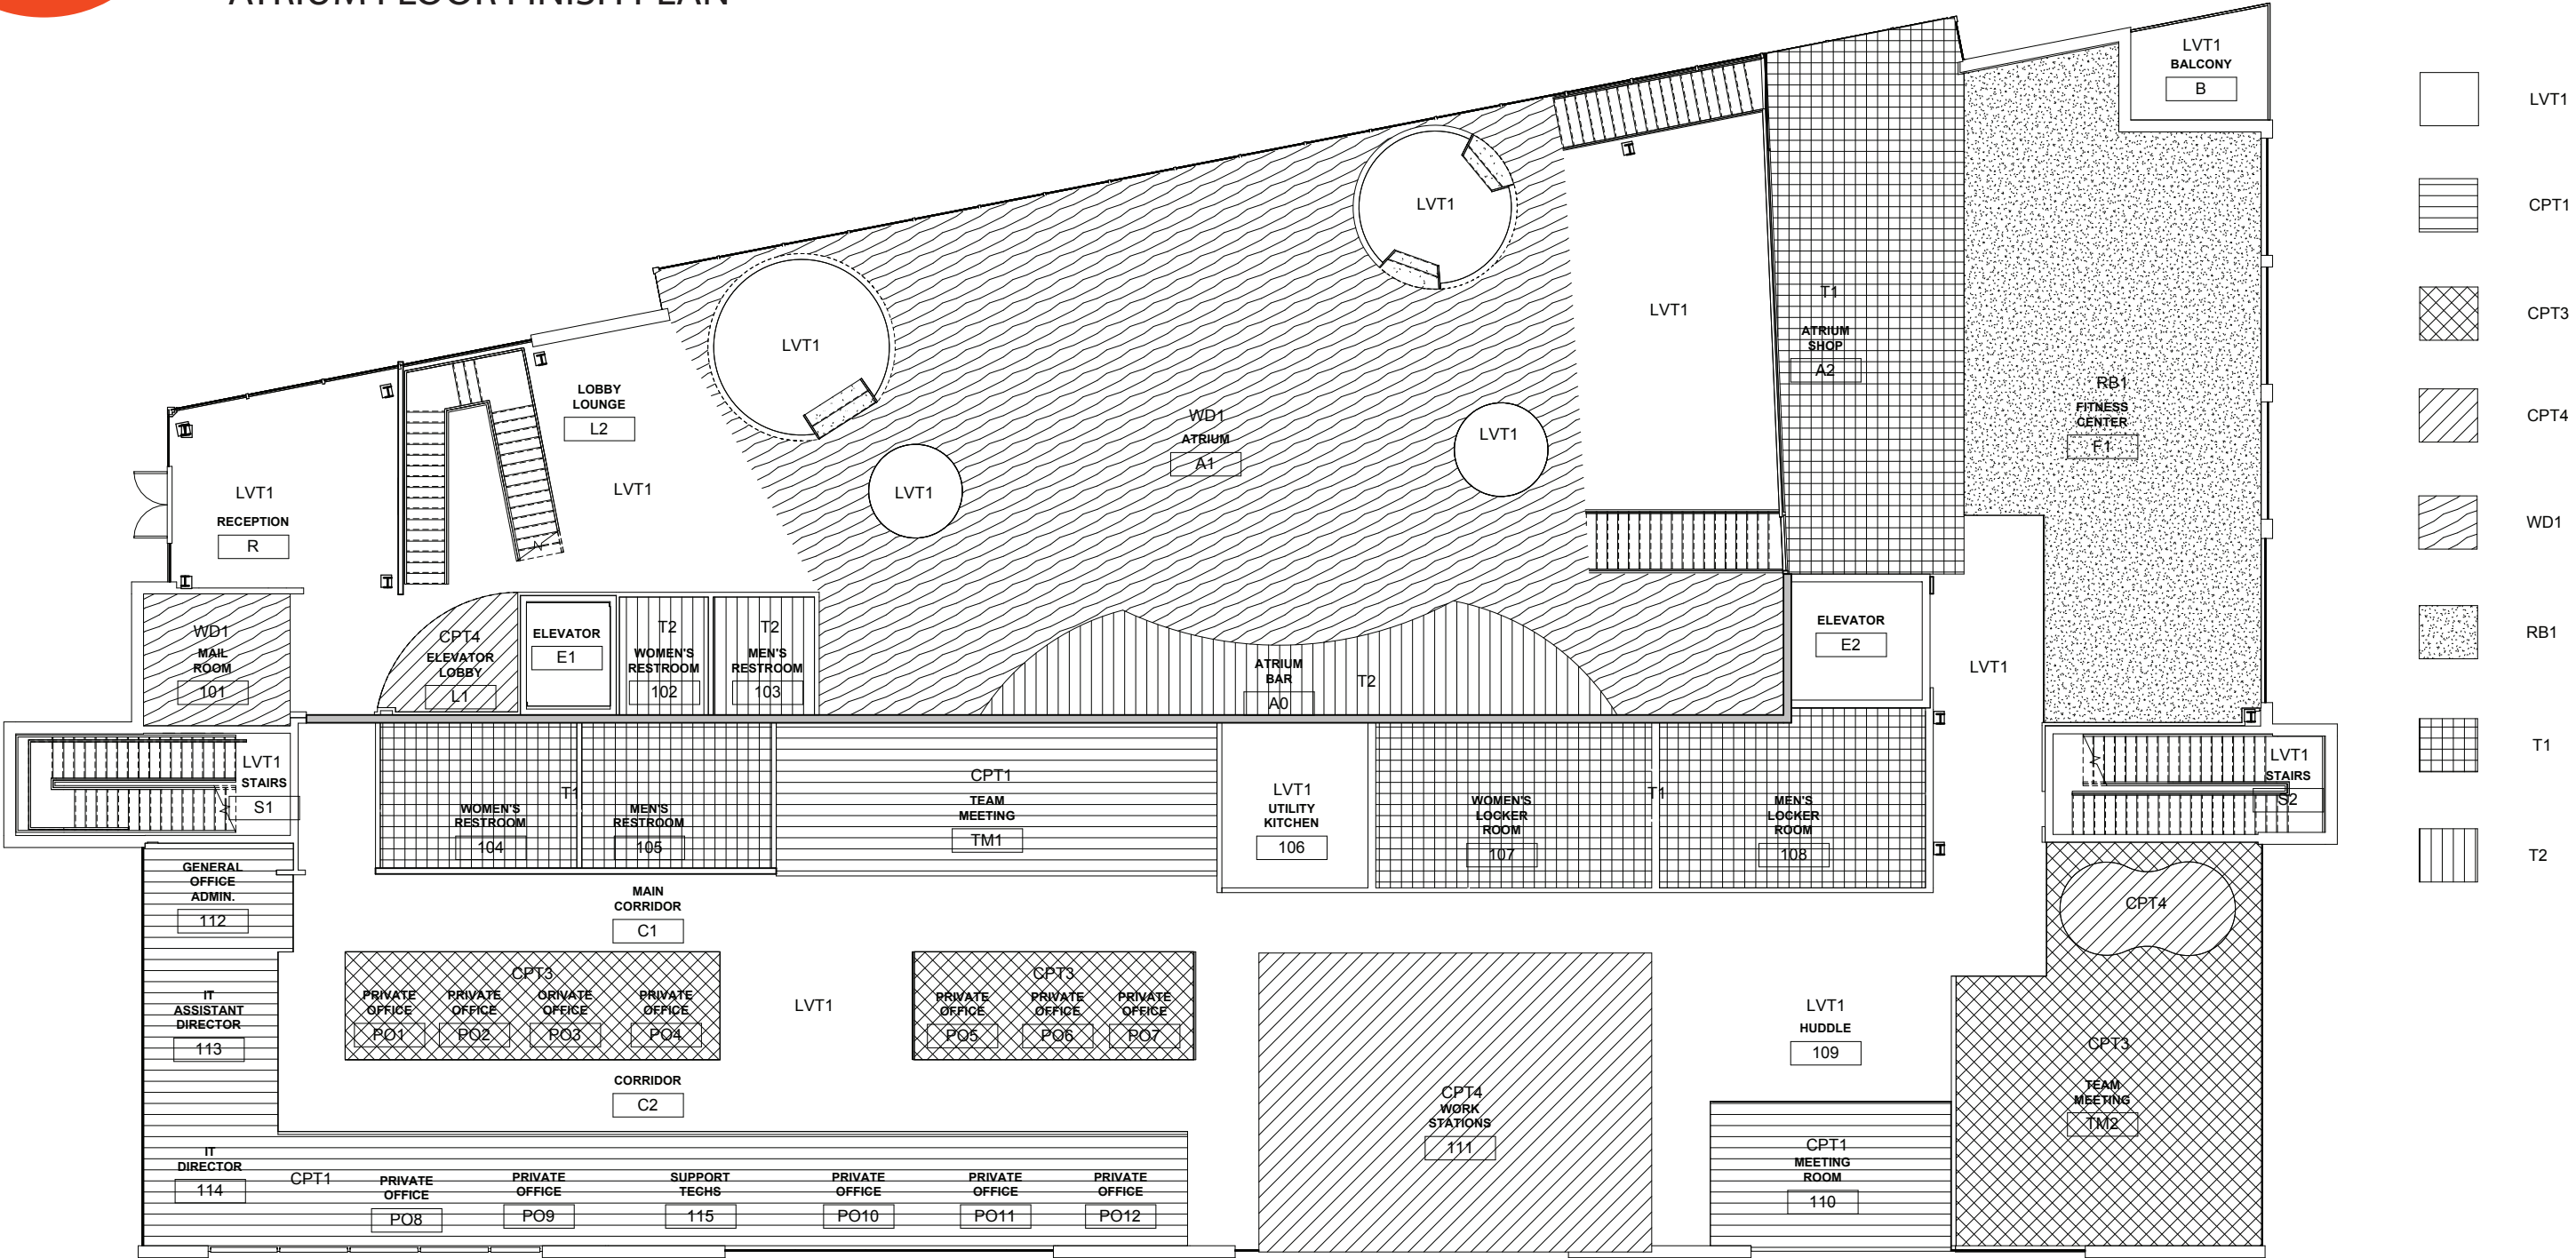 ATRIUM FLOOR FINISH PLAN
LVT1
BALCONY
B
LVT1
LVT1
CPT1
CPT3
CPT4
WD1
RB1
T1
T2
LVT1
LVT1
LVT1
T1
ATRIUM
SHOP
A2
RB1
FITNESS
CENTER
F1
LOBBY
LOUNGE
L2
LVT1
WD1
ATRIUM
A1
LVT1
LVT1
LVT1
RECEPTION
R
WD1
MAIL
ROOM
101
CPT4
ELEVATOR
LOBBY
L1
ELEVATOR
E1
T2
WOMEN'S
RESTROOM
102
T2
MEN'S
RESTROOM
103
ATRIUM
BAR
A0
T2
ELEVATOR
E2
LVT1
LVT1
STAIRS
S1
T1
WOMEN'S
RESTROOM
104
MEN'S
RESTROOM
105
CPT1
TEAM
MEETING
TM1
LVT1
UTILITY
KITCHEN
106
WOMEN'S
LOCKER
ROOM
107
T1
MEN'S
LOCKER
ROOM
108
LVT1
STAIRS
S2
GENERAL
OFFICE
ADMIN.
112
MAIN
CORRIDOR
C1
CPT4
IT
ASSISTANT
DIRECTOR
113
CPT3
PRIVATE
OFFICE
PO1
PRIVATE
OFFICE
PO2
ORIVATE
OFFICE
PO3
PRIVATE
OFFICE
PO4
LVT1
CPT3
PRIVATE
OFFICE
PO5
PRIVATE
OFFICE
PO6
PRIVATE
OFFICE
PO7
LVT1
HUDDLE
109
CPT3
TEAM
MEETING
TM2
CORRIDOR
C2
CPT4
WORK
STATIONS
111
CPT1
MEETING
ROOM
110
IT
DIRECTOR
114
CPT1
PRIVATE
OFFICE
PO8
PRIVATE
OFFICE
PO9
SUPPORT
TECHS
115
PRIVATE
OFFICE
PO10
PRIVATE
OFFICE
PO11
PRIVATE
OFFICE
PO12